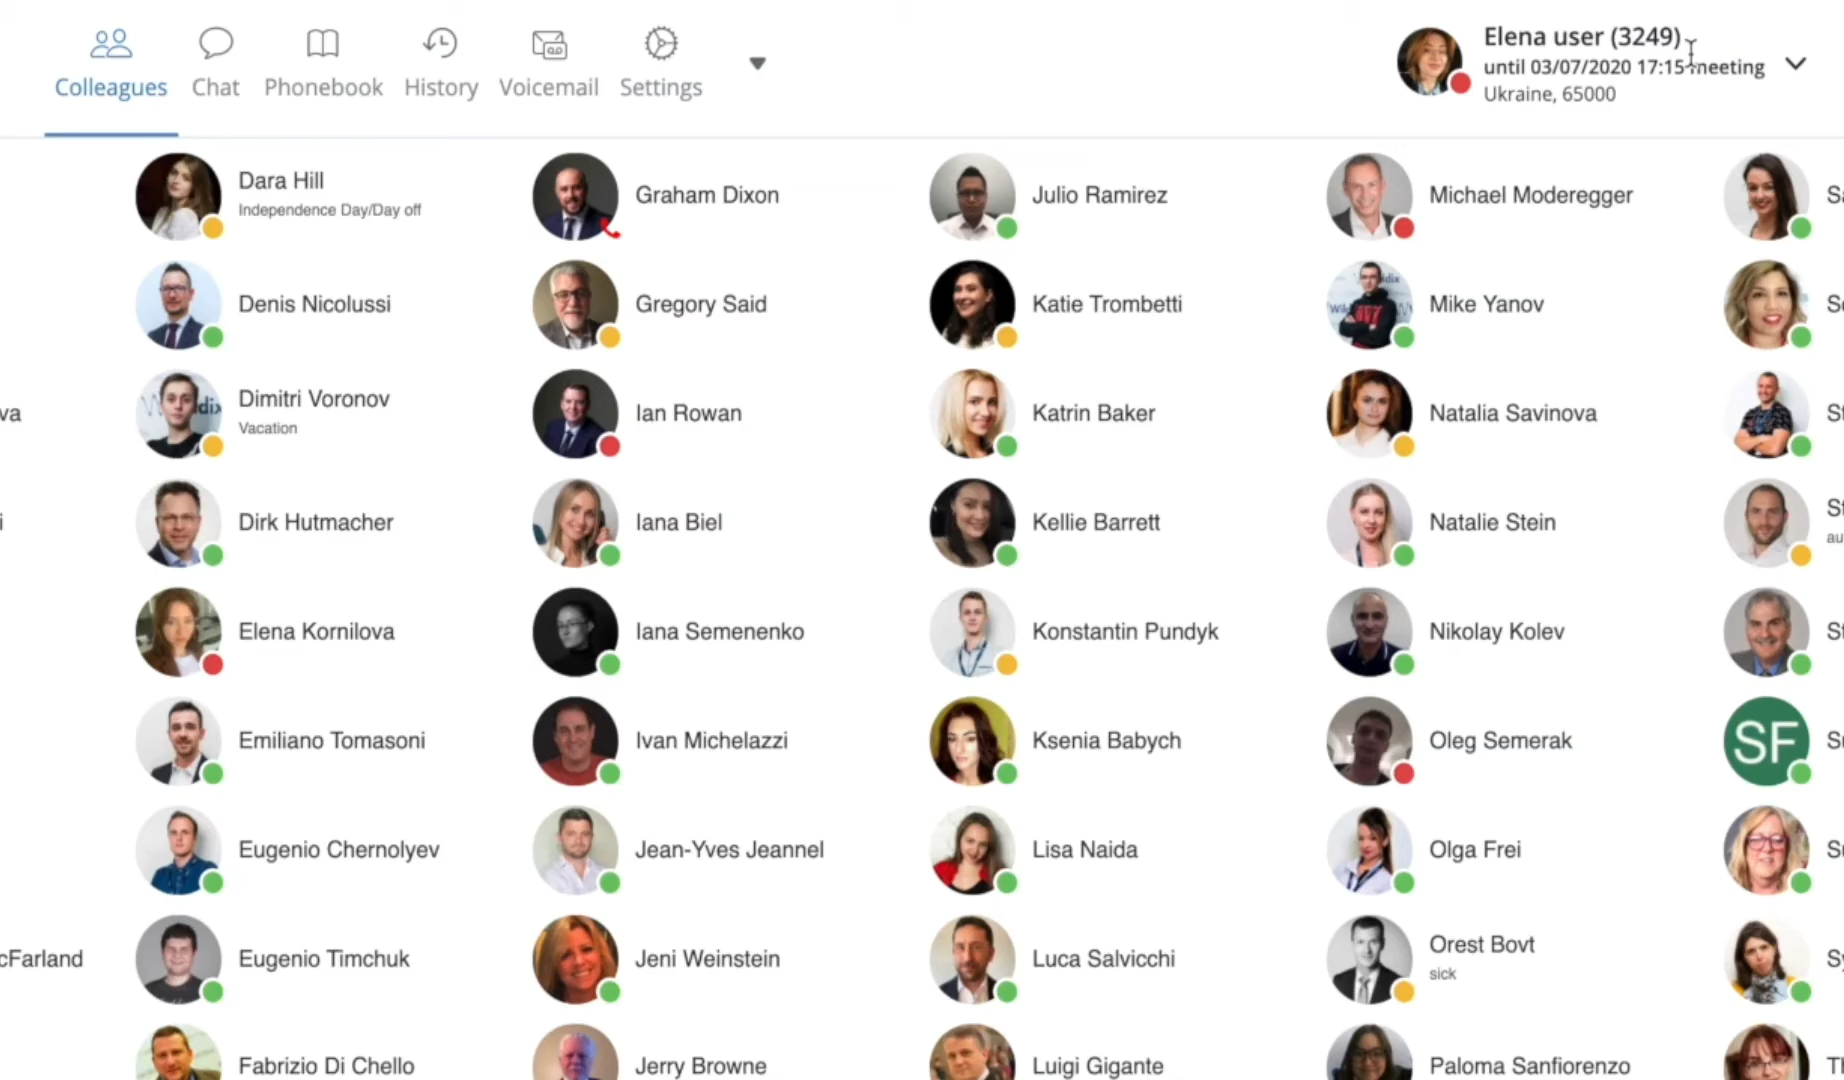 Colleagues
Chat
Phonebook
History
Voicemail
Settings
Elena user (3249)
until 03/07/2020 17:15 meeting
Ukraine, 65000
Dara Hill
Independence Day/Day off
Graham Dixon
Julio Ramirez
Michael Moderegger
Denis Nicolussi
Gregory Said
Katie Trombetti
Mike Yanov
va
Dimitri Voronov
Vacation
Ian Rowan
Katrin Baker
Natalia Savinova
i
Dirk Hutmacher
Iana Biel
Kellie Barrett
Natalie Stein
au
Elena Kornilova
Iana Semenenko
Konstantin Pundyk
Nikolay Kolev
Emiliano Tomasoni
Ivan Michelazzi
Ksenia Babych
Oleg Semerak
SF
Eugenio Chernolyev
Jean-Yves Jeannel
Lisa Naida
Olga Frei
cFarland
Eugenio Timchuk
Jeni Weinstein
Luca Salvicchi
Orest Bovt
sick
Fabrizio Di Chello
Jerry Browne
Luigi Gigante
Paloma Sanfiorenzo